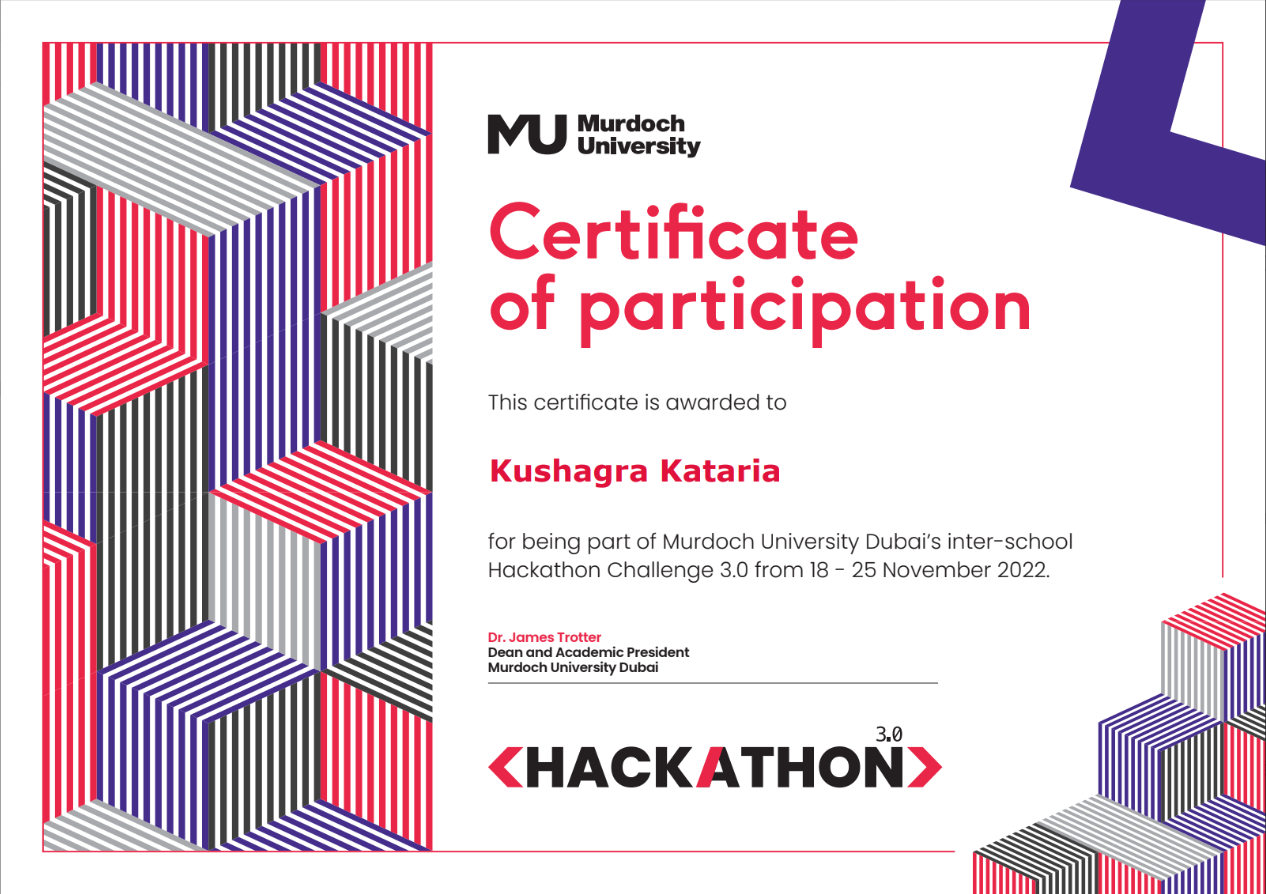 MU Murdoch
University
Certificate
of participation
This certificate is awarded to
Kushagra Kataria
for being part of Murdoch University Dubai’s inter-school
Hackathon Challenge 3.0 from 18 - 25 November 2022.
Dr. James Trotter
Dean and Academic President
Murdoch University Dubai
3.0
<HACKATHON>